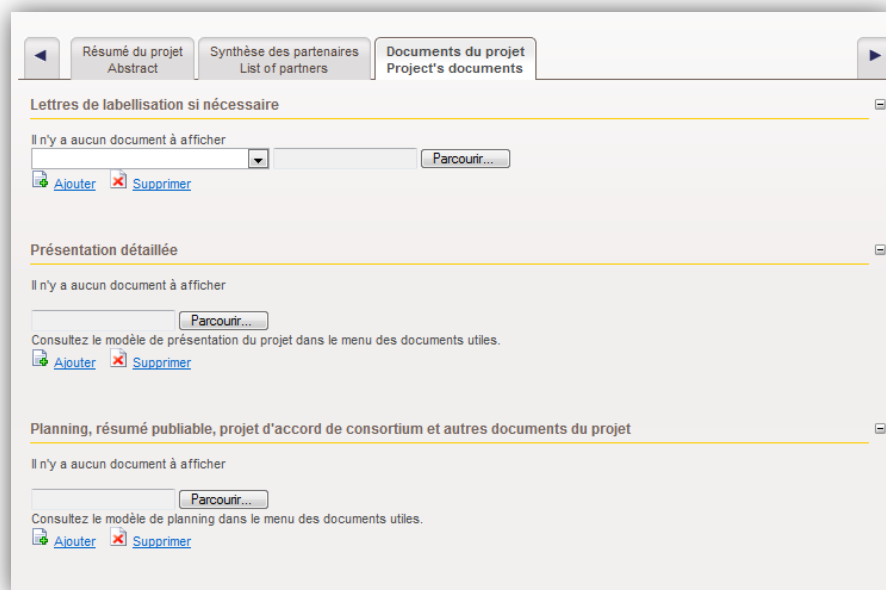 Résumé du projet
Abstract
Synthèse des partenaires
List of partners
Documents du projet
Project's documents
Lettres de labellisation si nécessaire
Il n'y a aucun document à afficher
Parcourir...
Ajouter Supprimer
Présentation détaillée
Il n'y a aucun document à afficher
Parcourir...
Consultez le modèle de présentation du projet dans le menu des documents utiles.
Ajouter Supprimer
Planning, résumé publiable, projet d'accord de consortium et autres documents du projet
Il n'y a aucun document à afficher
Parcourir...
Consultez le modèle de planning dans le menu des documents utiles.
Ajouter Supprimer